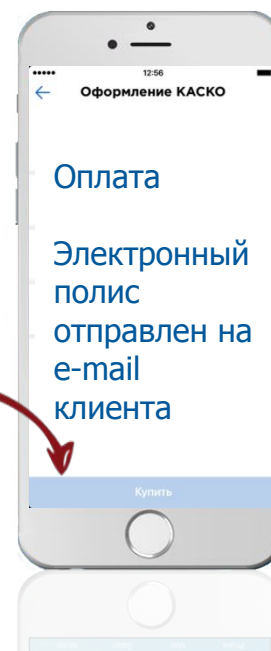 12:56
Оформление КАСКО
Оплата
Электронный
полис
отправлен на
e-mail
клиента
Купить